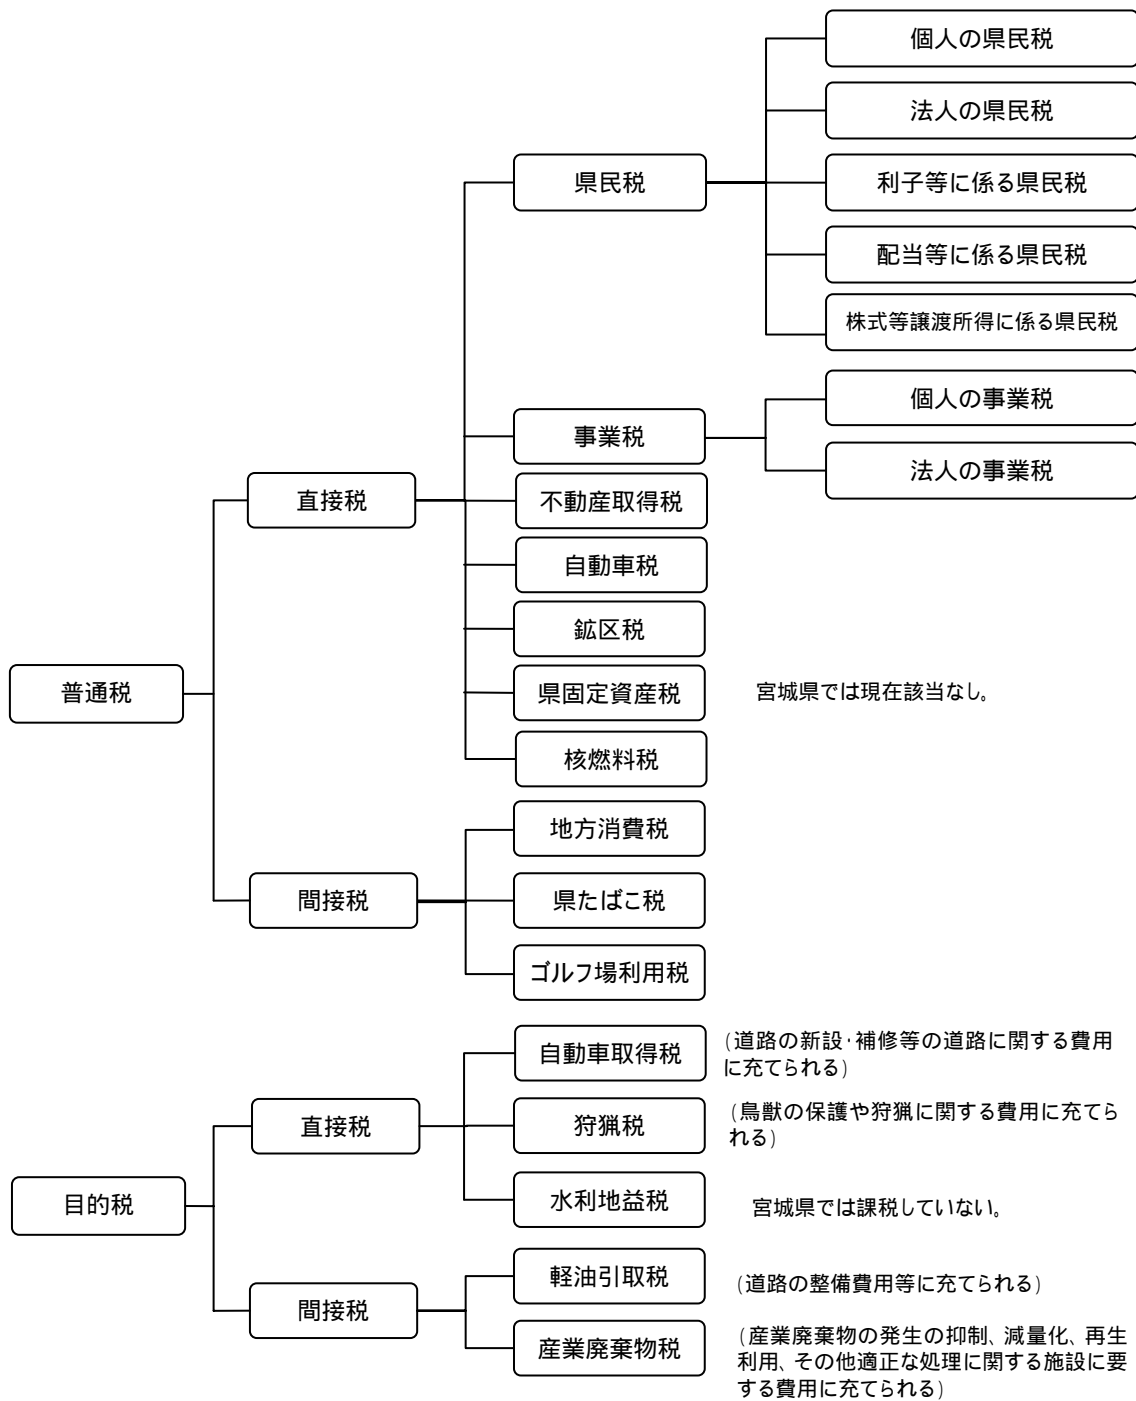 個人の県民税
法人の県民税
県民税
利子等に係る県民税
配当等に係る県民税
株式等譲渡所得に係る県民税
個人の事業税
事業税
法人の事業税
直接税
不動産取得税
自動車税
鉱区税
普通税
県固定資産税
宮城県では現在該当なし。
核燃料税
地方消費税
間接税
県たばこ税
ゴルフ場利用税
自動車取得税
(道路の新設・補修等の道路に関する費用
に充てられる)
直接税
狩猟税
(鳥獣の保護や狩猟に関する費用に充てら
れる)
目的税
水利地益税
宮城県では課税していない。
軽油引取税
(道路の整備費用等に充てられる)
間接税
産業廃棄物税
(産業廃棄物の発生の抑制、減量化、再生
利用、その他適正な処理に関する施設に要
する費用に充てられる)